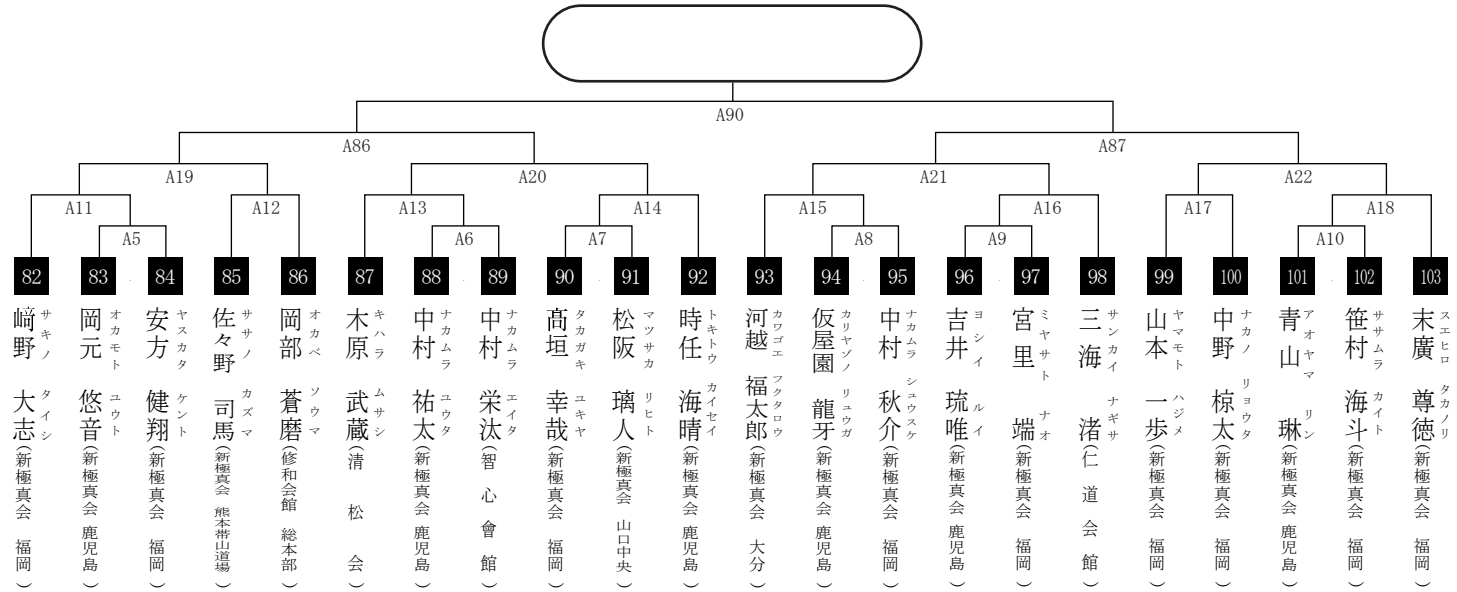 A90
A86
A87
A19
A20
A21
A22
A11
A12
A13
A14
A15
A16
A17
A18
A5
A6
A7
A8
A9
A10
82
﨑野 大志
サキノ タイシ
(新極真会 福岡)
83
岡元 悠音
オカモト ユウト
(新極真会 鹿児島)
84
安方 健翔
ヤスカタ ケント
(新極真会 福岡)
85
佐々野 司馬
ササノ カズマ
(新極真会 熊本帯山道場)
86
岡部 蒼磨
オカベ ソウマ
(修和会館 総本部)
87
木原 武蔵
キハラ ムサシ
(清松会)
88
中村 祐太
ナカムラ ユウタ
(新極真会 鹿児島)
89
中村 栄汰
ナカムラ エイタ
(智心會館)
90
髙垣 幸哉
タカガキ ユキヤ
(新極真会 福岡)
91
松阪 璃人
マツサカ リヒト
(新極真会 山口中央)
92
時任 海晴
トキトウ カイセイ
(新極真会 鹿児島)
93
河越 福太郎
カワゴエ フクタロウ
(新極真会 大分)
94
仮屋園 龍牙
カリヤゾノ リュウガ
(新極真会 鹿児島)
95
中村 秋介
ナカムラ シュウスケ
(新極真会 福岡)
96
吉井 琉唯
ヨシイ ルイ
(新極真会 鹿児島)
97
宮里 端
ミヤサト ナオ
(新極真会 福岡)
98
三海 渚
サンカイ ナギサ
(仁道会館)
99
山本 一歩
ヤマモト ハジメ
(新極真会 福岡)
100
中野 椋太
ナカノ リョウタ
(新極真会 福岡)
101
青山 琳
アオヤマ リン
(新極真会 鹿児島)
102
笹村 海斗
ササムラ カイト
(新極真会 福岡)
103
末廣 尊徳
スエヒロ タカノリ
(新極真会 福岡)